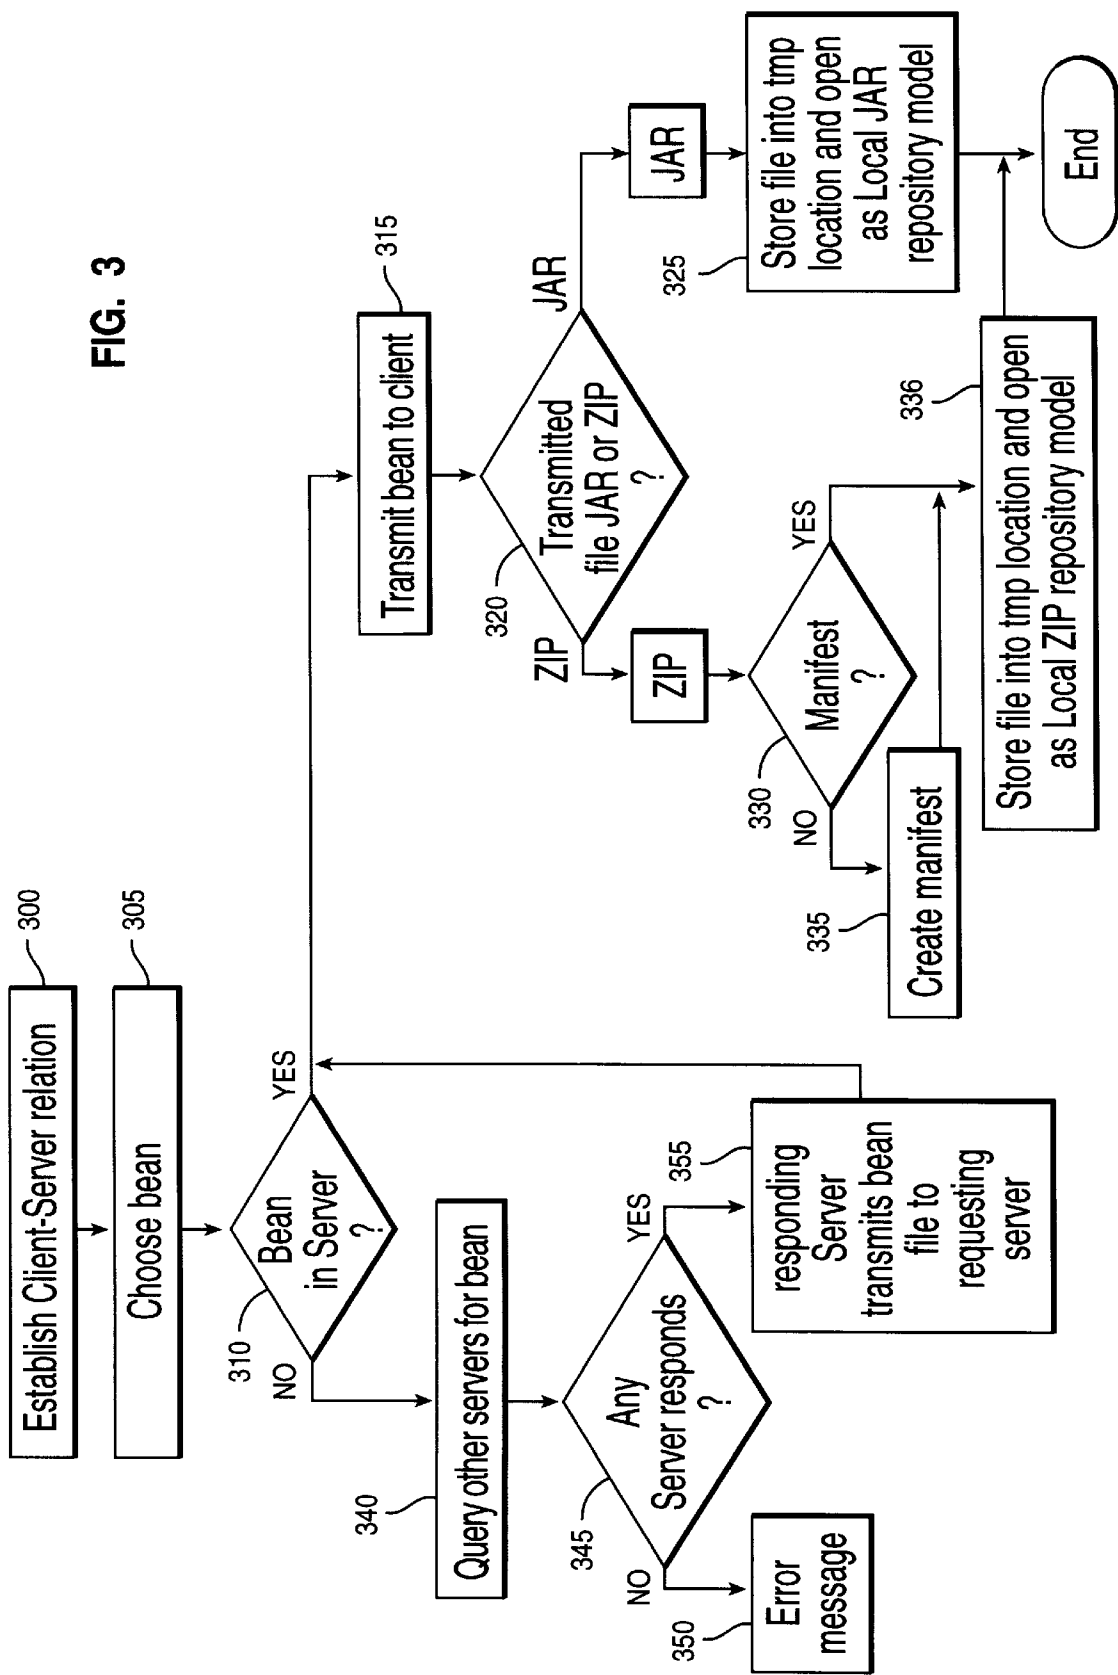 FIG. 3
300
Establish Client-Server relation
305
Choose bean
310
Bean
in Server
?
YES
NO
315
Transmit bean to client
320
Transmitted
file JAR or ZIP
?
JAR
ZIP
JAR
325
Store file into tmp
location and open
as Local JAR
repository model
ZIP
330
Manifest
?
YES
NO
335
Create manifest
336
Store file into tmp location and open
as Local ZIP repository model
End
340
Query other servers for bean
345
Any
Server responds
?
YES
NO
350
Error
message
355
responding
Server
transmits bean
file to
requesting
server